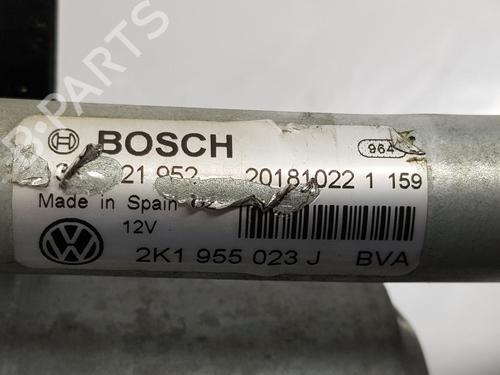 B-PARTS
BOSCH
964
21 952 20181022 1 159
Made in Spain
12V
2K1 955 023 J BVA